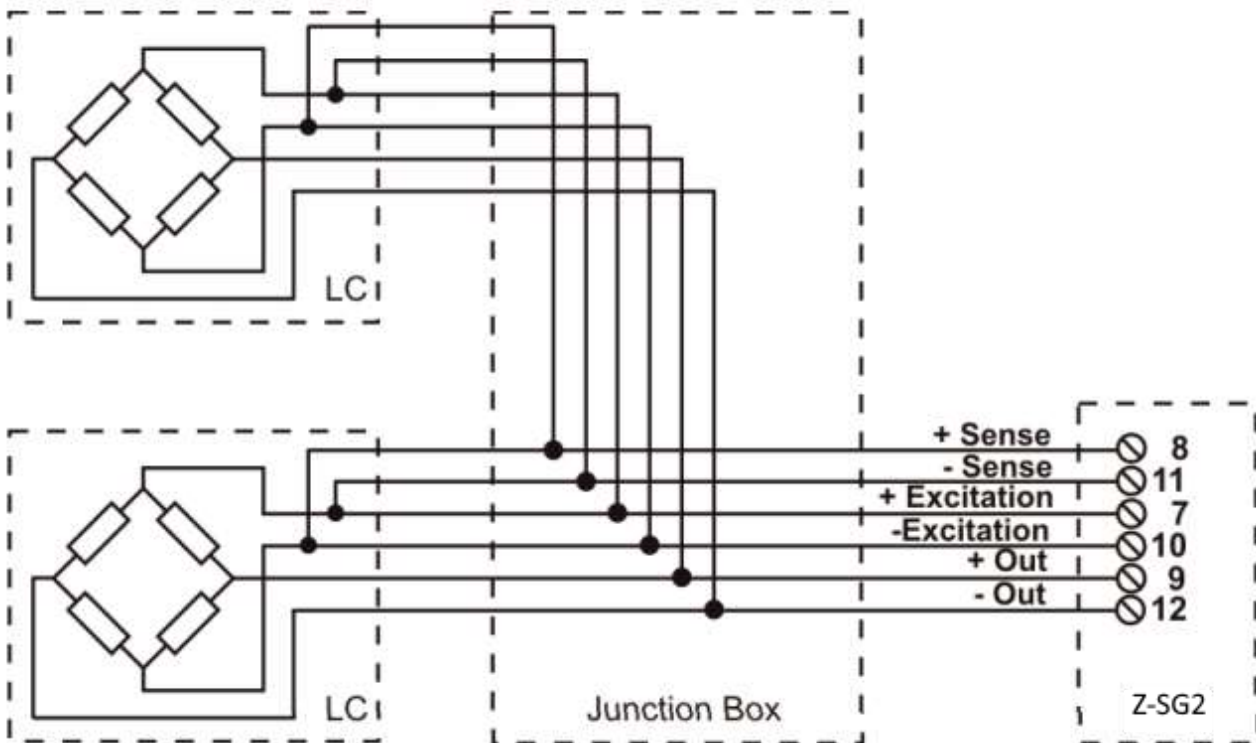 LC
+ Sense 8
- Sense 11
+ Excitation 7
-Excitation 10
+ Out 9
- Out 12
LC
Junction Box
Z-SG2